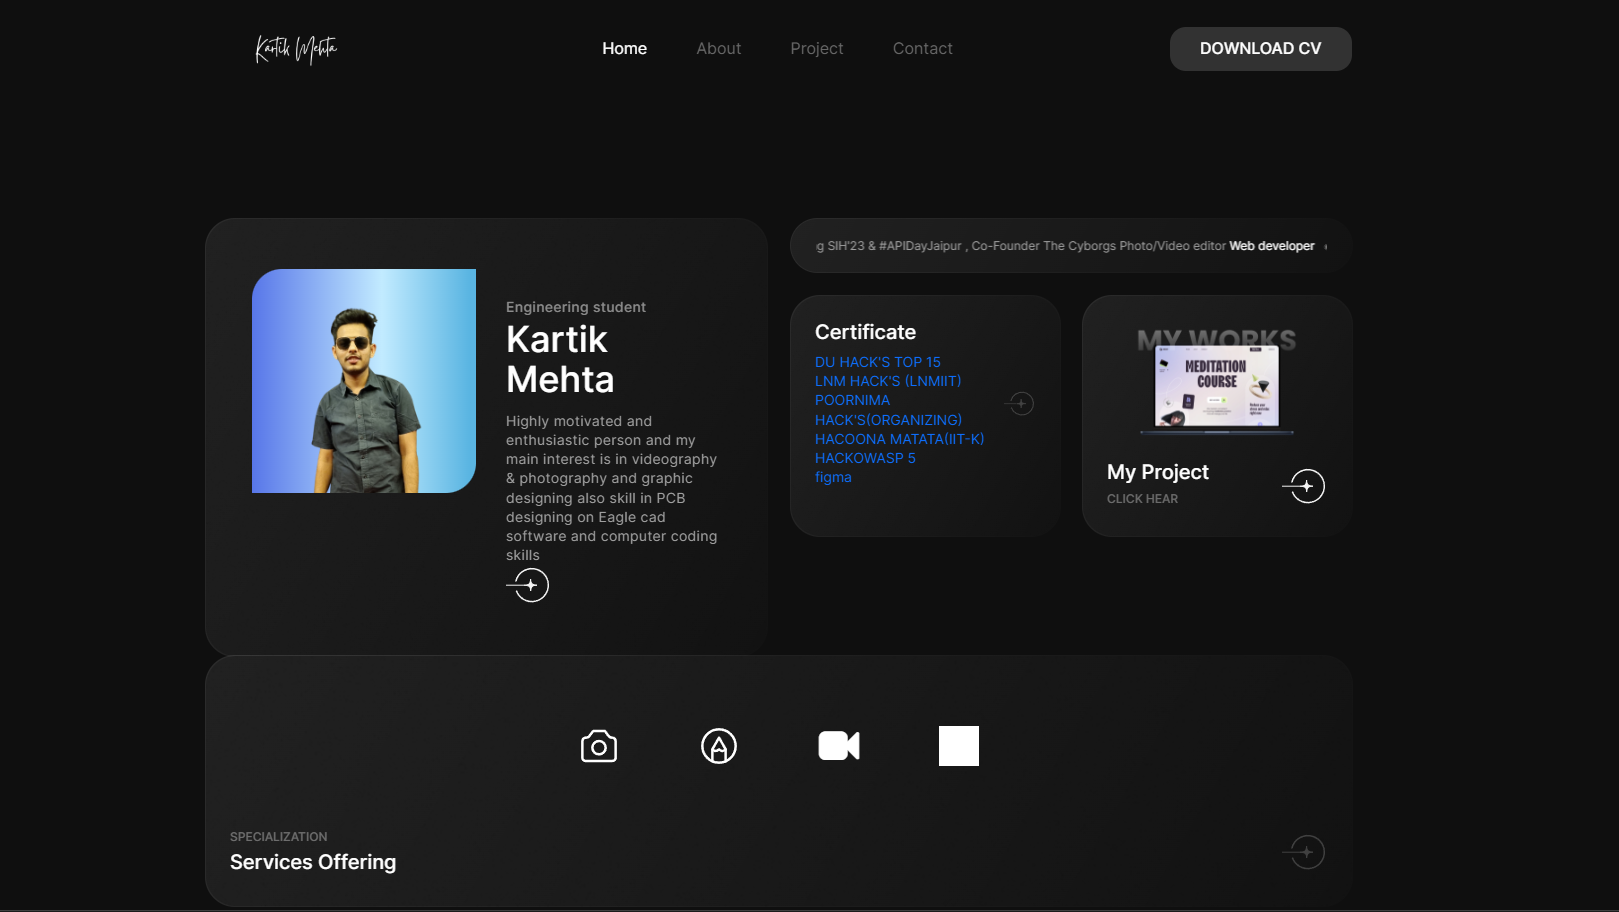 Kartik Mehta
Home
About
Project
Contact
DOWNLOAD CV
Engineering student
Kartik
Mehta
Highly motivated and
enthusiastic person and my
main interest is in videography
& photography and graphic
designing also skill in PCB
designing on Eagle cad
software and computer coding
skills
g SIH'23 & #APIDayJaipur , Co-Founder The Cyborgs Photo/Video editor Web developer
Certificate
DU HACK'S TOP 15
LNM HACK'S (LNMIIT)
POORNIMA
HACK'S(ORGANIZING)
HACOONA MATATA(IIT-K)
HACKOWASP 5
figma
MY WORKS
MEDITATION
COURSE
My Project
CLICK HEAR
SPECIALIZATION
Services Offering